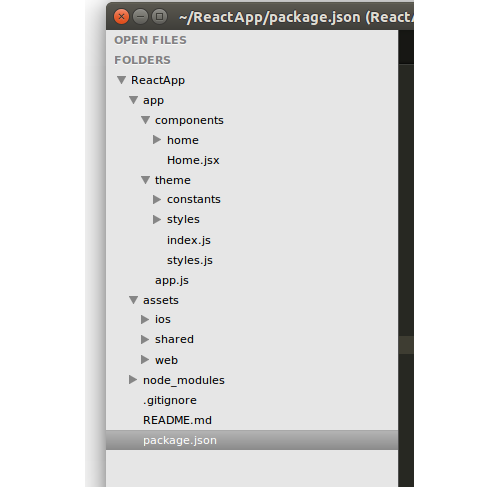 ~/ReactApp/package.json (ReactA
OPEN FILES
FOLDERS
ReactApp
app
components
home
Home.jsx
theme
constants
styles
index.js
styles.js
app.js
assets
ios
shared
web
node_modules
.gitignore
README.md
package.json